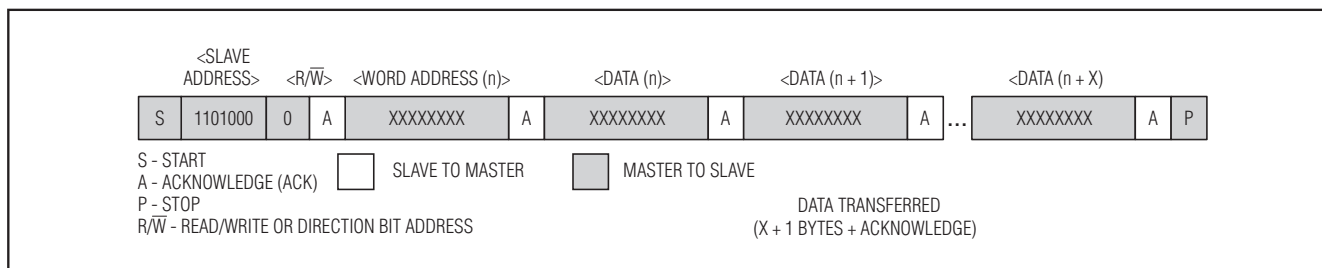 <SLAVE
ADDRESS> <R/W̅> <WORD ADDRESS (n)> <DATA (n)> <DATA (n + 1)> <DATA (n + X)
S 1101000 0 A XXXXXXXX A XXXXXXXX A XXXXXXXX A ... XXXXXXXX A P
S - START
A - ACKNOWLEDGE (ACK) SLAVE TO MASTER MASTER TO SLAVE
P - STOP
R/W̅ - READ/WRITE OR DIRECTION BIT ADDRESS
DATA TRANSFERRED
(X + 1 BYTES + ACKNOWLEDGE)